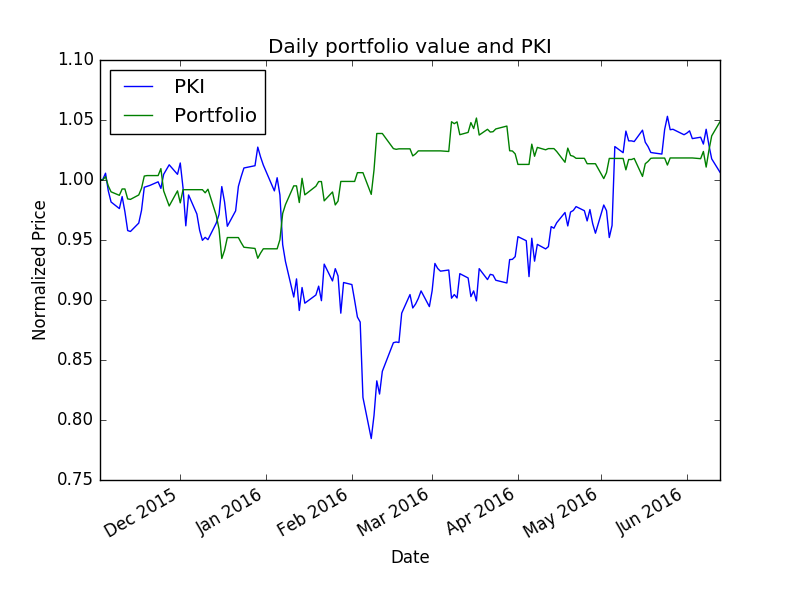 Daily portfolio value and PKI
1.10
1.05
1.00
0.95
0.90
0.85
0.80
0.75
Normalized Price
PKI
Portfolio
Dec 2015
Jan 2016
Feb 2016
Mar 2016
Apr 2016
May 2016
Jun 2016
Date